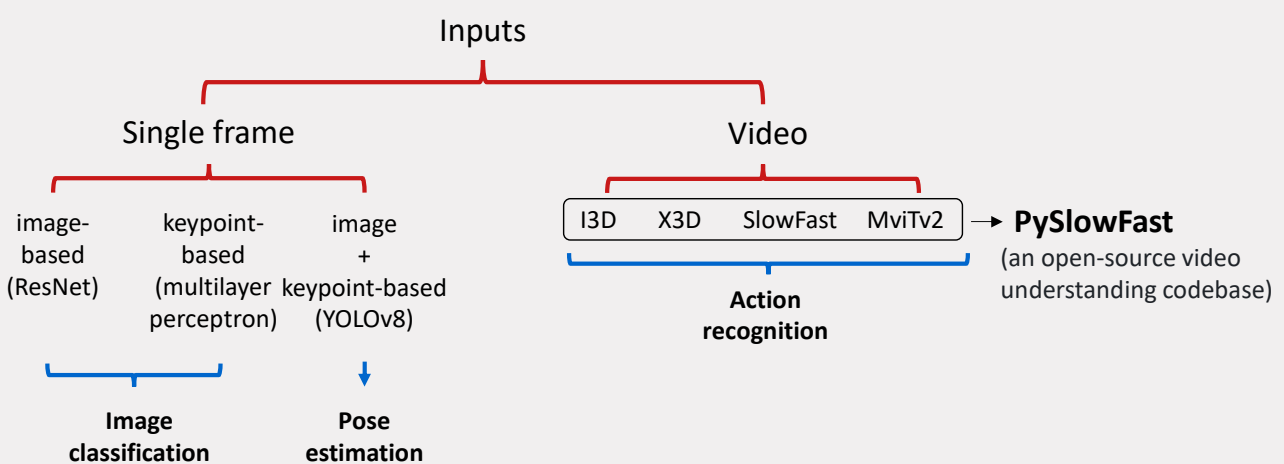 Inputs
Single frame
Video
image-
based
(ResNet)
keypoint-
based
(multilayer
perceptron)
image
+
keypoint-based
(YOLOv8)
I3D X3D SlowFast MviTv2
PySlowFast
(an open-source video
understanding codebase)
Image
classification
Pose
estimation
Action
recognition